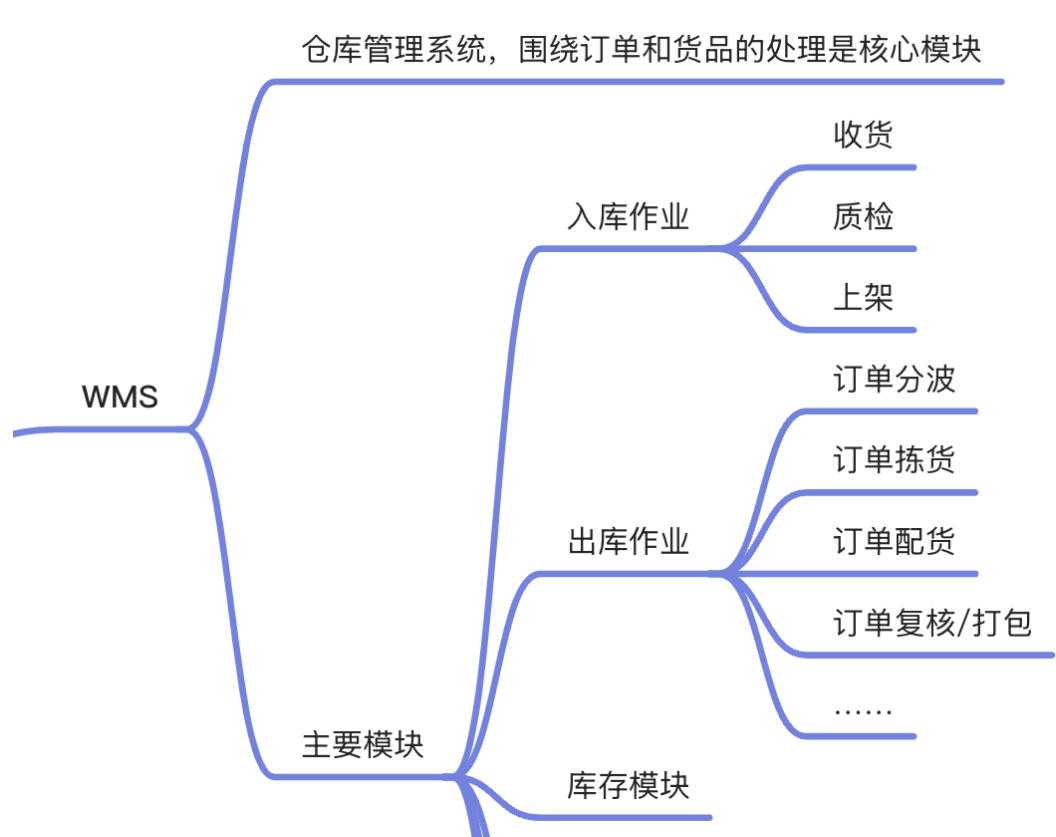 仓库管理系统，围绕订单和货品的处理是核心模块
收货
入库作业
质检
上架
WMS
订单分波
订单拣货
出库作业
订单配货
订单复核/打包
……
主要模块
库存模块